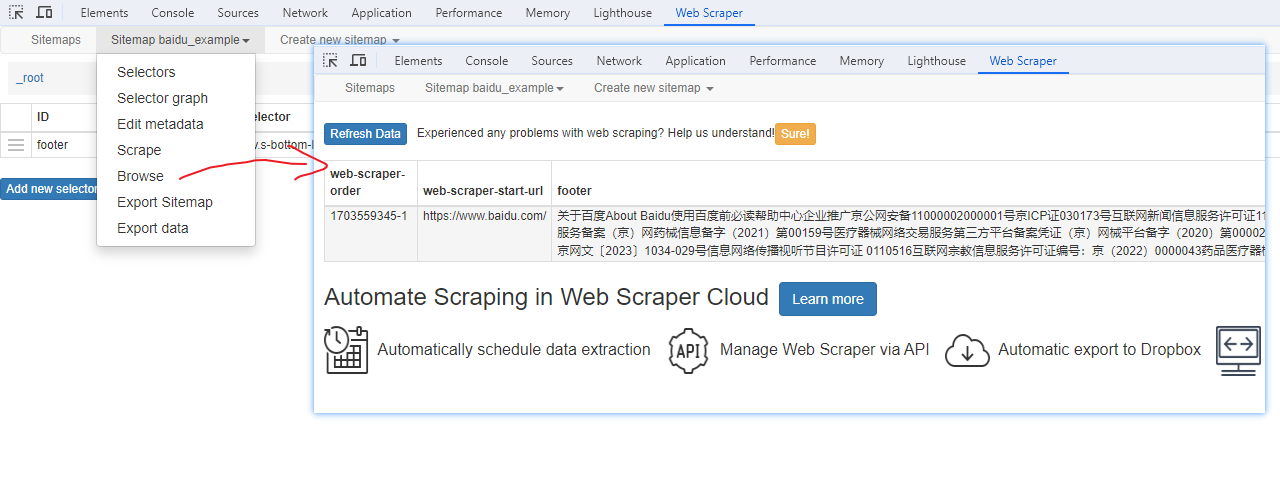 Elements Console Sources Network Application Performance Memory Lighthouse Web Scraper
Sitemaps Sitemap baidu_example Create new sitemap
_root
ID
footer
Add new selector
Selectors
Selector graph
Edit metadata
Scrape
Browse
Export Sitemap
Export data
Elements Console Sources Network Application Performance Memory Lighthouse Web Scraper
Sitemaps Sitemap baidu_example Create new sitemap
Refresh Data Experienced any problems with web scraping? Help us understand! Sure!
web-scraper-
order web-scraper-start-url footer
1703559345-1 https://www.baidu.com/ 关于百度About Baidu使用百度前必读帮助中心企业推广京公网安备11000002000001号京ICP证030173号互联网新闻信息服务许可证11
服务备案（京）网药械信息备字（2021）第00159号医疗器械网络交易服务第三方平台备案凭证（京）网械平台备字（2020）第00002
京网文〔2023〕1034-029号信息网络传播视听节目许可证 0110516互联网宗教信息服务许可证编号：京（2022）0000043药品医疗器械
Automate Scraping in Web Scraper Cloud Learn more
Automatically schedule data extraction API Manage Web Scraper via API Automatic export to Dropbox